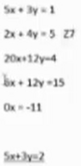 5x + 3y = 1
2x + 4y = 5 Z7
20x+12y=4
6x + 12y =15
0x = -11
5x+3y=2